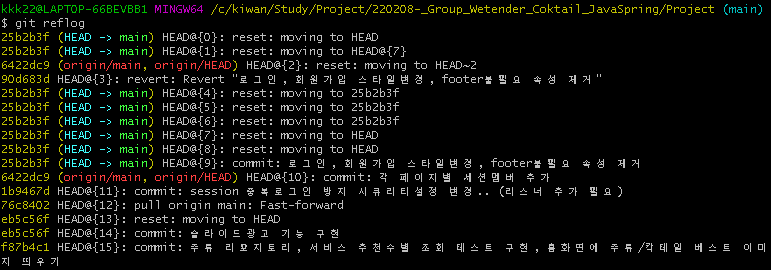 kkk22@LAPTOP-66BEVBB1 MINGW64 /c/kiwan/Study/Project/220208-_Group_Wetender_Coktail_JavaSpring/Project (main)
$ git reflog
25b2b3f (HEAD -> main) HEAD@{0}: reset: moving to HEAD
25b2b3f (HEAD -> main) HEAD@{1}: reset: moving to HEAD@{7}
6422dc9 (origin/main, origin/HEAD) HEAD@{2}: reset: moving to HEAD~2
90d683d HEAD@{3}: revert: Revert "로그인, 회원가입 스타일변경, footer불필요 속성 제거"
25b2b3f (HEAD -> main) HEAD@{4}: reset: moving to 25b2b3f
25b2b3f (HEAD -> main) HEAD@{5}: reset: moving to 25b2b3f
25b2b3f (HEAD -> main) HEAD@{6}: reset: moving to 25b2b3f
25b2b3f (HEAD -> main) HEAD@{7}: reset: moving to HEAD
25b2b3f (HEAD -> main) HEAD@{8}: reset: moving to HEAD
25b2b3f (HEAD -> main) HEAD@{9}: commit: 로그인, 회원가입 스타일변경, footer불필요 속성 제거
6422dc9 (origin/main, origin/HEAD) HEAD@{10}: commit: 각 페이지별 세션멤버 추가
1b9467d HEAD@{11}: commit: session 중복로그인 방지 시큐리티설정 변경.. (리스너 추가 필요)
76c8402 HEAD@{12}: pull origin main: Fast-forward
eb5c56f HEAD@{13}: reset: moving to HEAD
eb5c56f HEAD@{14}: commit: 슬라이드광고 기능 구현
f87b4c1 HEAD@{15}: commit: 주류 리포지토리, 서비스 추천수별 조회 테스트 구현, 홈화면에 주류/칵테일 베스트 이미
지 띄우기